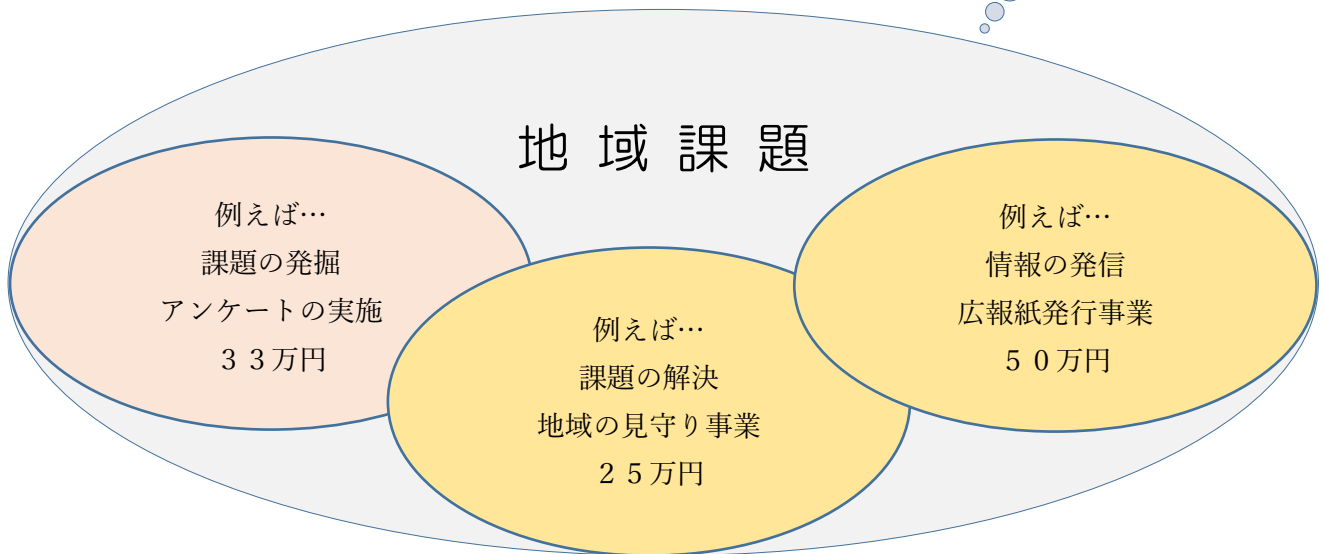 地域課題
例えば…
課題の発掘
アンケートの実施
３３万円
例えば…
課題の解決
地域の見守り事業
２５万円
例えば…
情報の発信
広報紙発行事業
５０万円